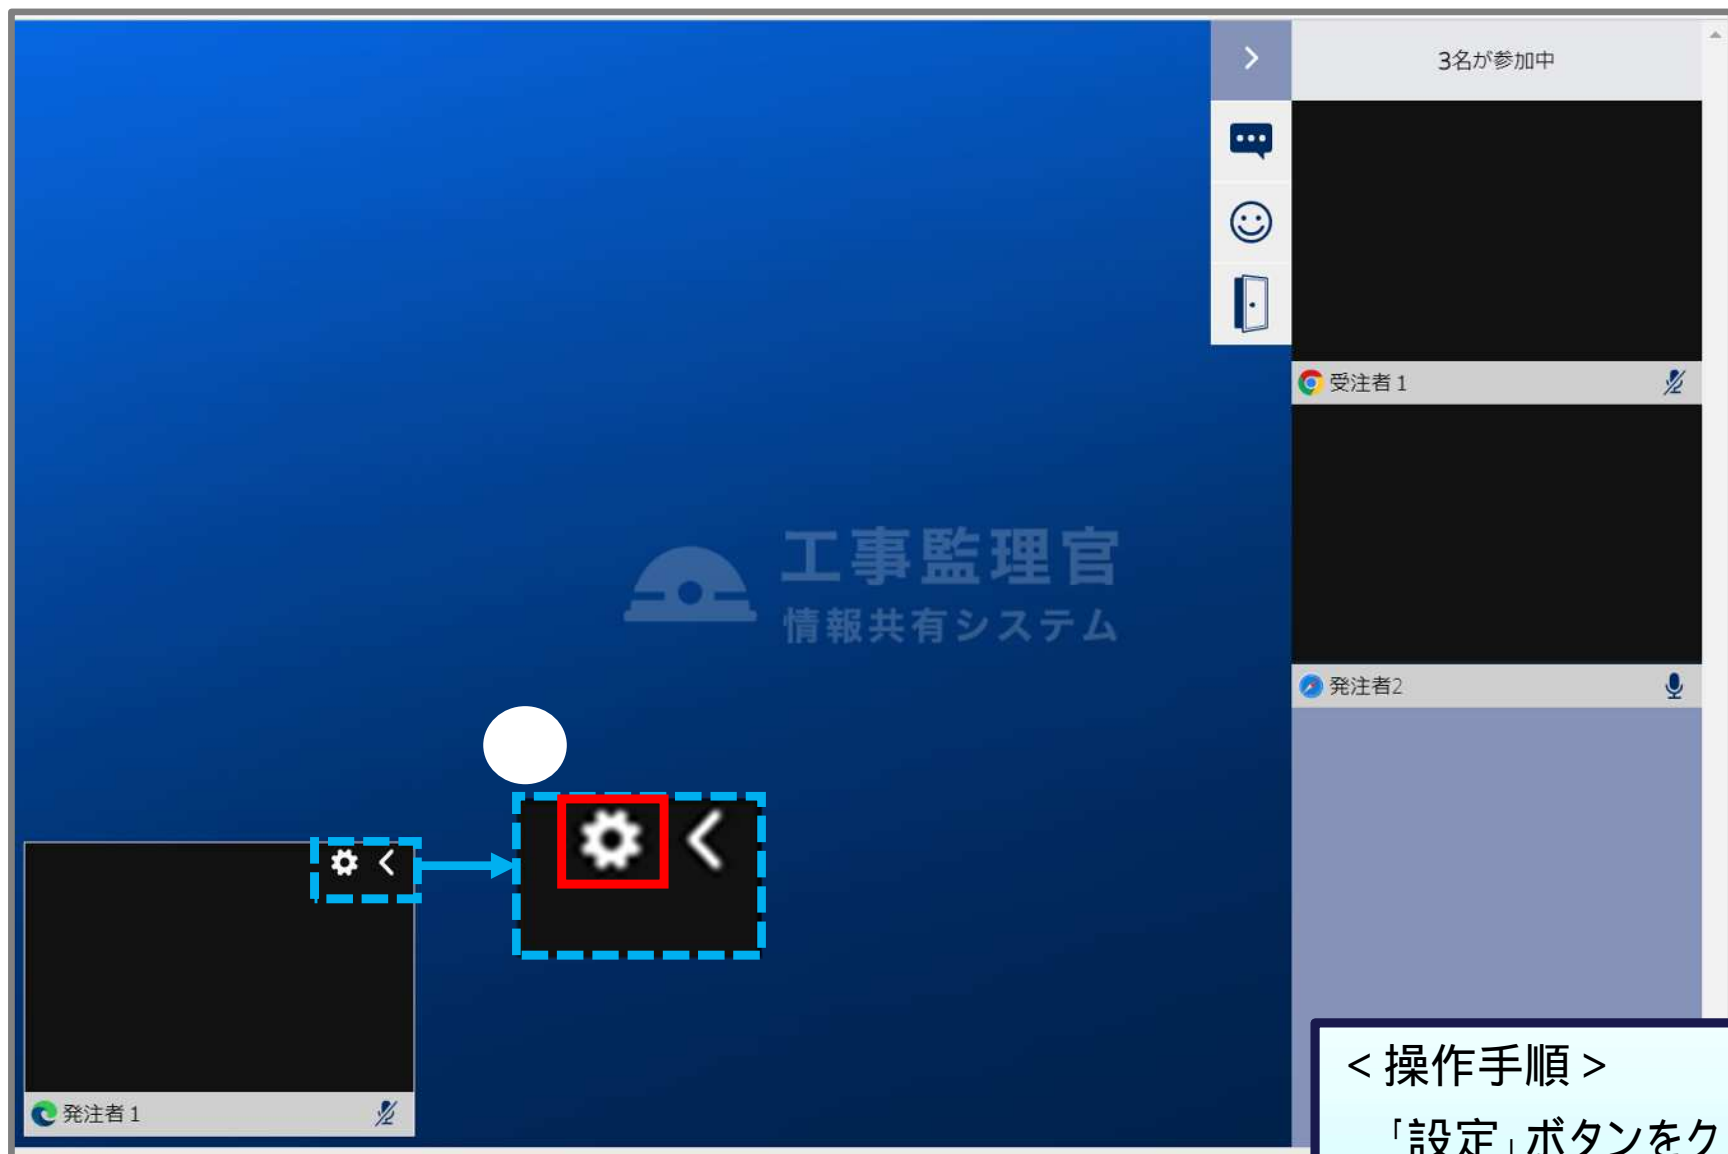 3名が参加中
受注者1
工事監理官
情報共有システム
発注者2
発注者1
<操作手順>
「設定」ボタンをク